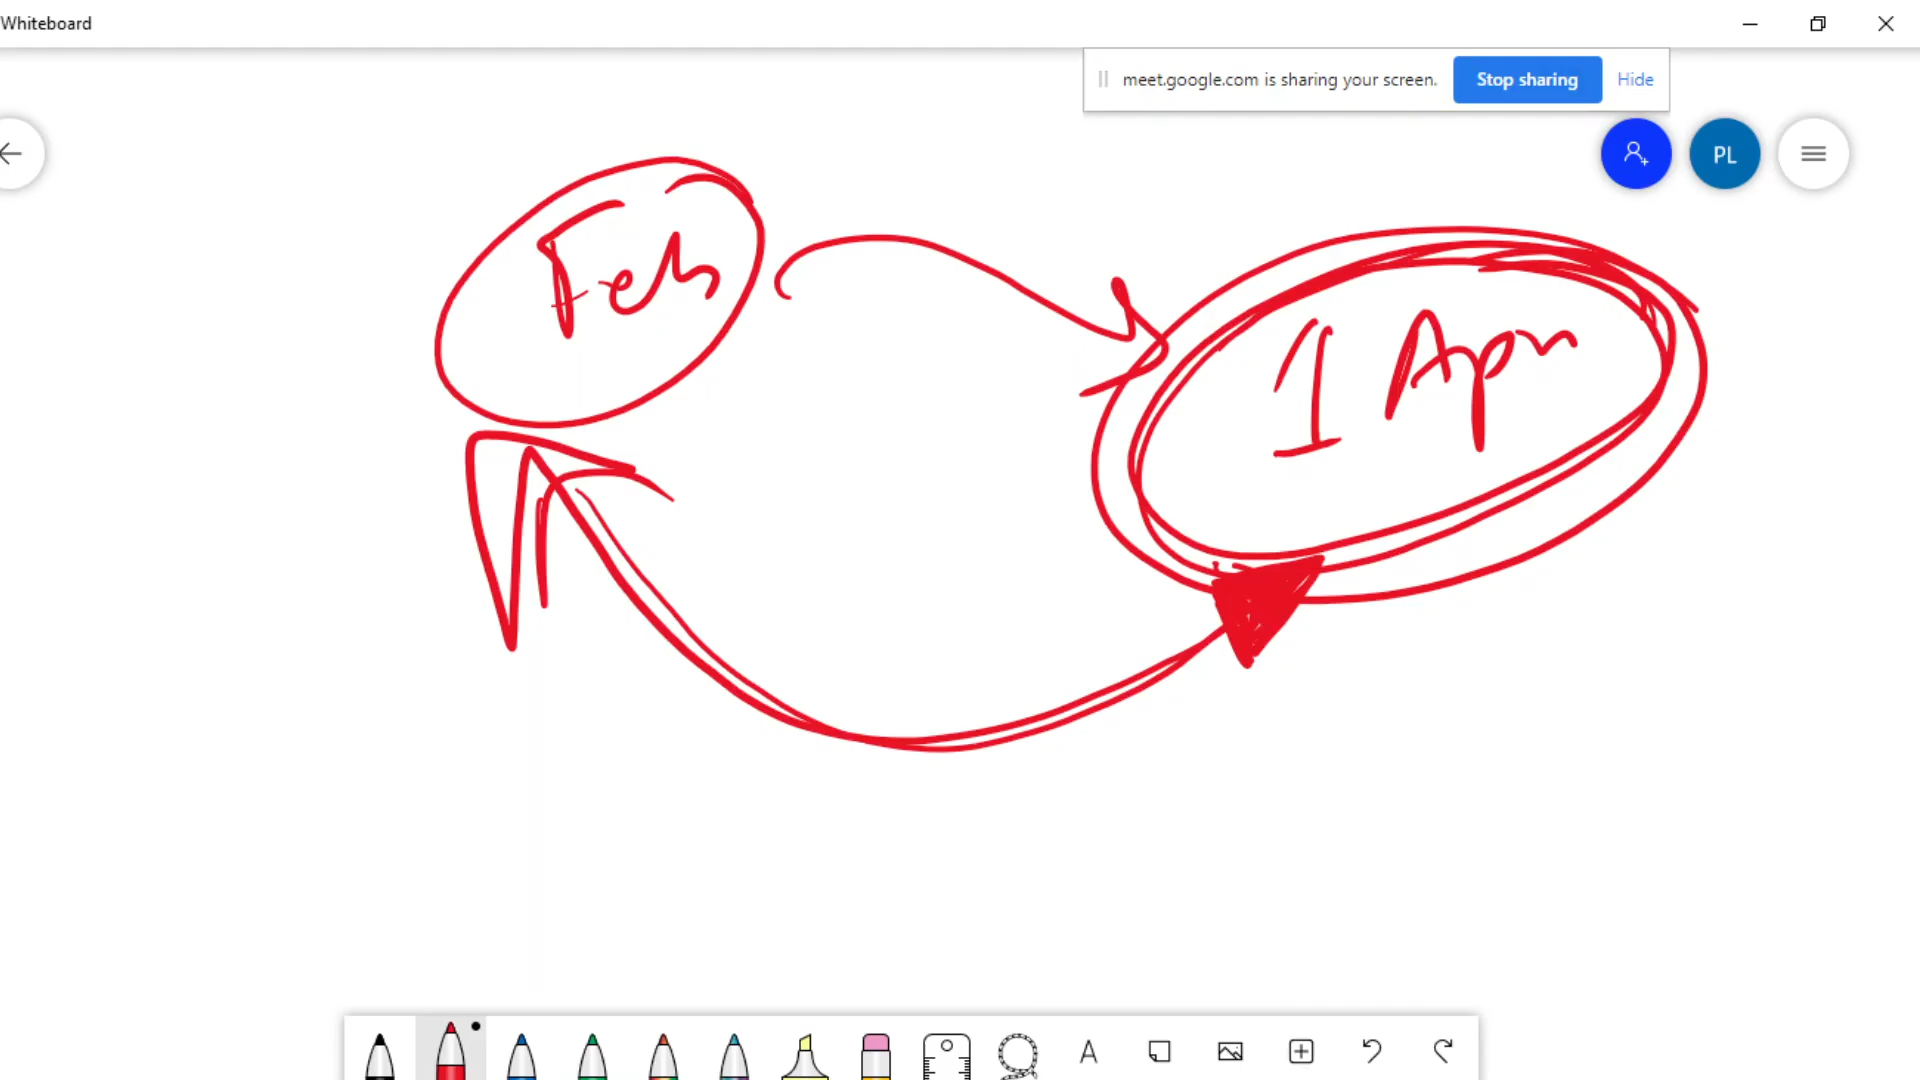 Whiteboard
meet.google.com is sharing your screen. Stop sharing Hide
PL
Feb
1 Apr
A